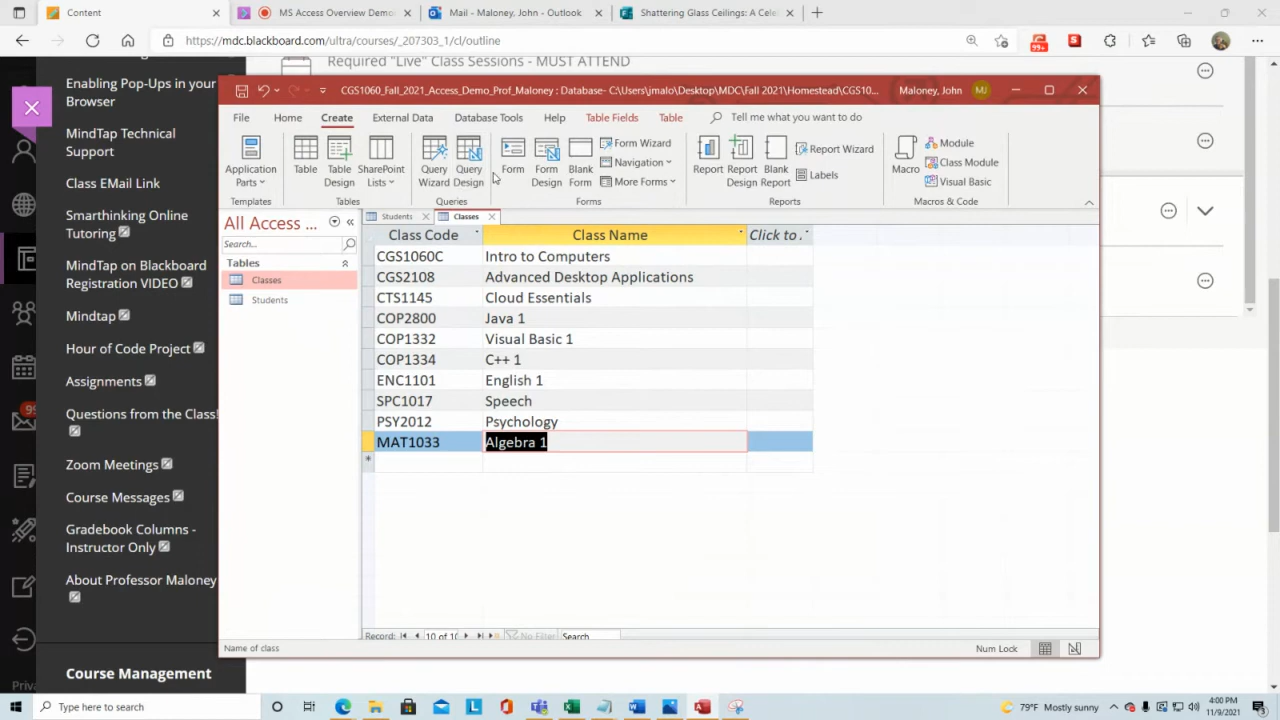 Content
MS Access Overview Demo
Mail - Maloney, John - Outlook
Shattering Glass Ceilings: A Cele
https://mdc.blackboard.com/ultra/courses/_207303_1/cl/outline
99+
Required "Live" Class Sessions - MUST ATTEND
Enabling Pop-Ups in your
Browser
MindTap Technical
Support
Class EMail Link
Smarthinking Online
Tutoring
MindTap on Blackboard
Registration VIDEO
Mindtap
Hour of Code Project
Assignments
Questions from the Class!
Zoom Meetings
Course Messages
Gradebook Columns -
Instructor Only
About Professor Maloney
Course Management
99
Priva
CGS1060_Fall_2021_Access_Demo_Prof_Maloney : Database- C:\Users\jmalo\Desktop\MDC\Fall 2021\Homestead\CGS10...
Maloney, John
MJ
File Home Create External Data Database Tools Help Table Fields Table Tell me what you want to do
Application Parts
Templates
Table
Table Design
SharePoint Lists
Tables
Query Wizard
Query Design
Queries
Form
Form Design
Blank Form
Form Wizard
Navigation
More Forms
Forms
Report
Report Design
Blank Report
Report Wizard
Labels
Reports
Macro
Module
Class Module
Visual Basic
Macros & Code
All Access ...
Search...
Tables
Classes
Students
Students Classes
Class Code Class Name Click to
CGS1060C Intro to Computers
CGS2108 Advanced Desktop Applications
CTS1145 Cloud Essentials
COP2800 Java 1
COP1332 Visual Basic 1
COP1334 C++ 1
ENC1101 English 1
SPC1017 Speech
PSY2012 Psychology
MAT1033 Algebra 1
Record: 10 of 10 No Filter Search
Name of class
Num Lock
Type here to search
79°F Mostly sunny
4:00 PM
11/9/2021